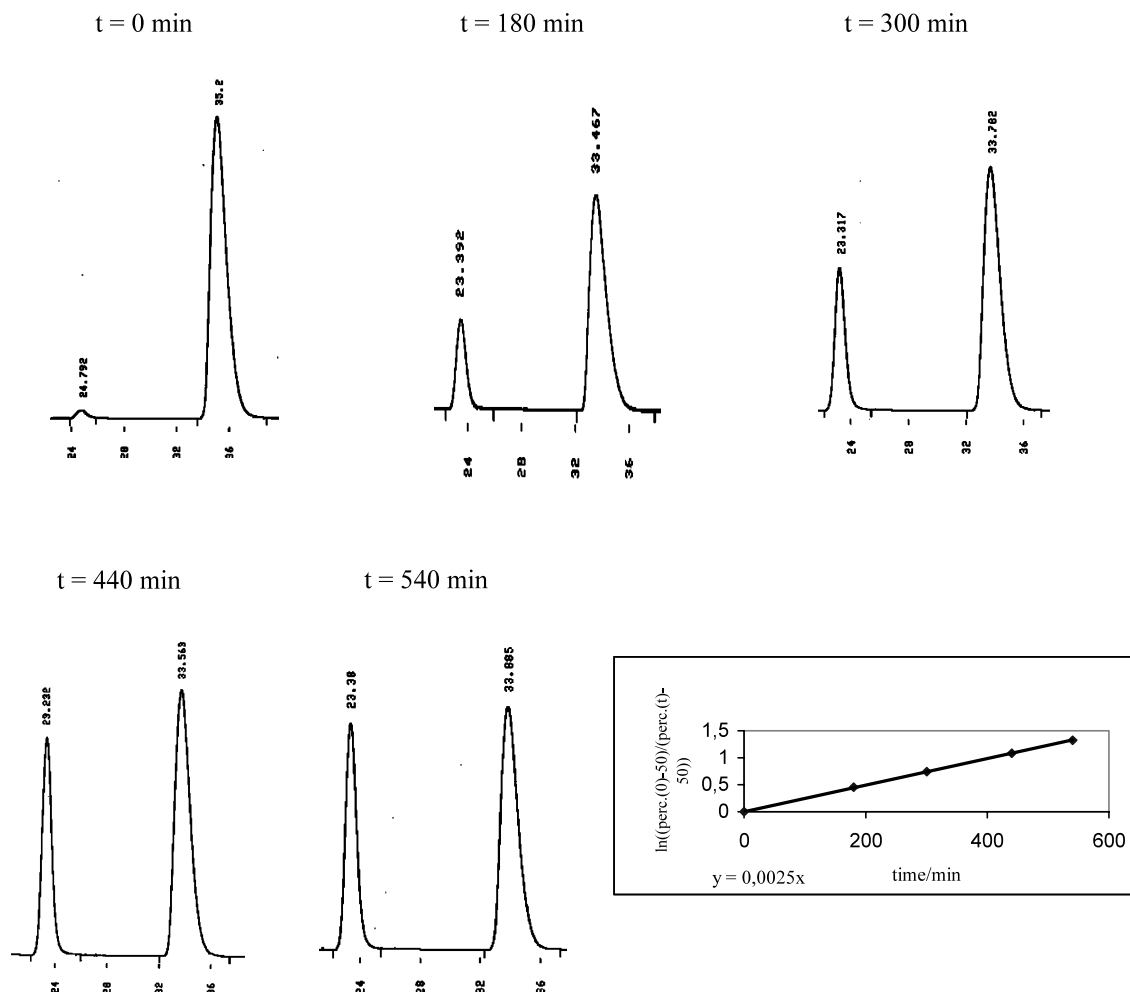 t = 0 min
t = 180 min
t = 300 min
35.2
24.792
24 28 32 36
33.467
23.392
24 28 32 36
33.782
23.317
24 28 32 36
t = 440 min
t = 540 min
33.563
23.232
24 28 32 36
33.885
23.38
24 28 32 36
ln((perc.(0)-50)/(perc.(t)-
50))
1,5
1
0,5
0
0 200 400 600
y = 0,0025x
time/min